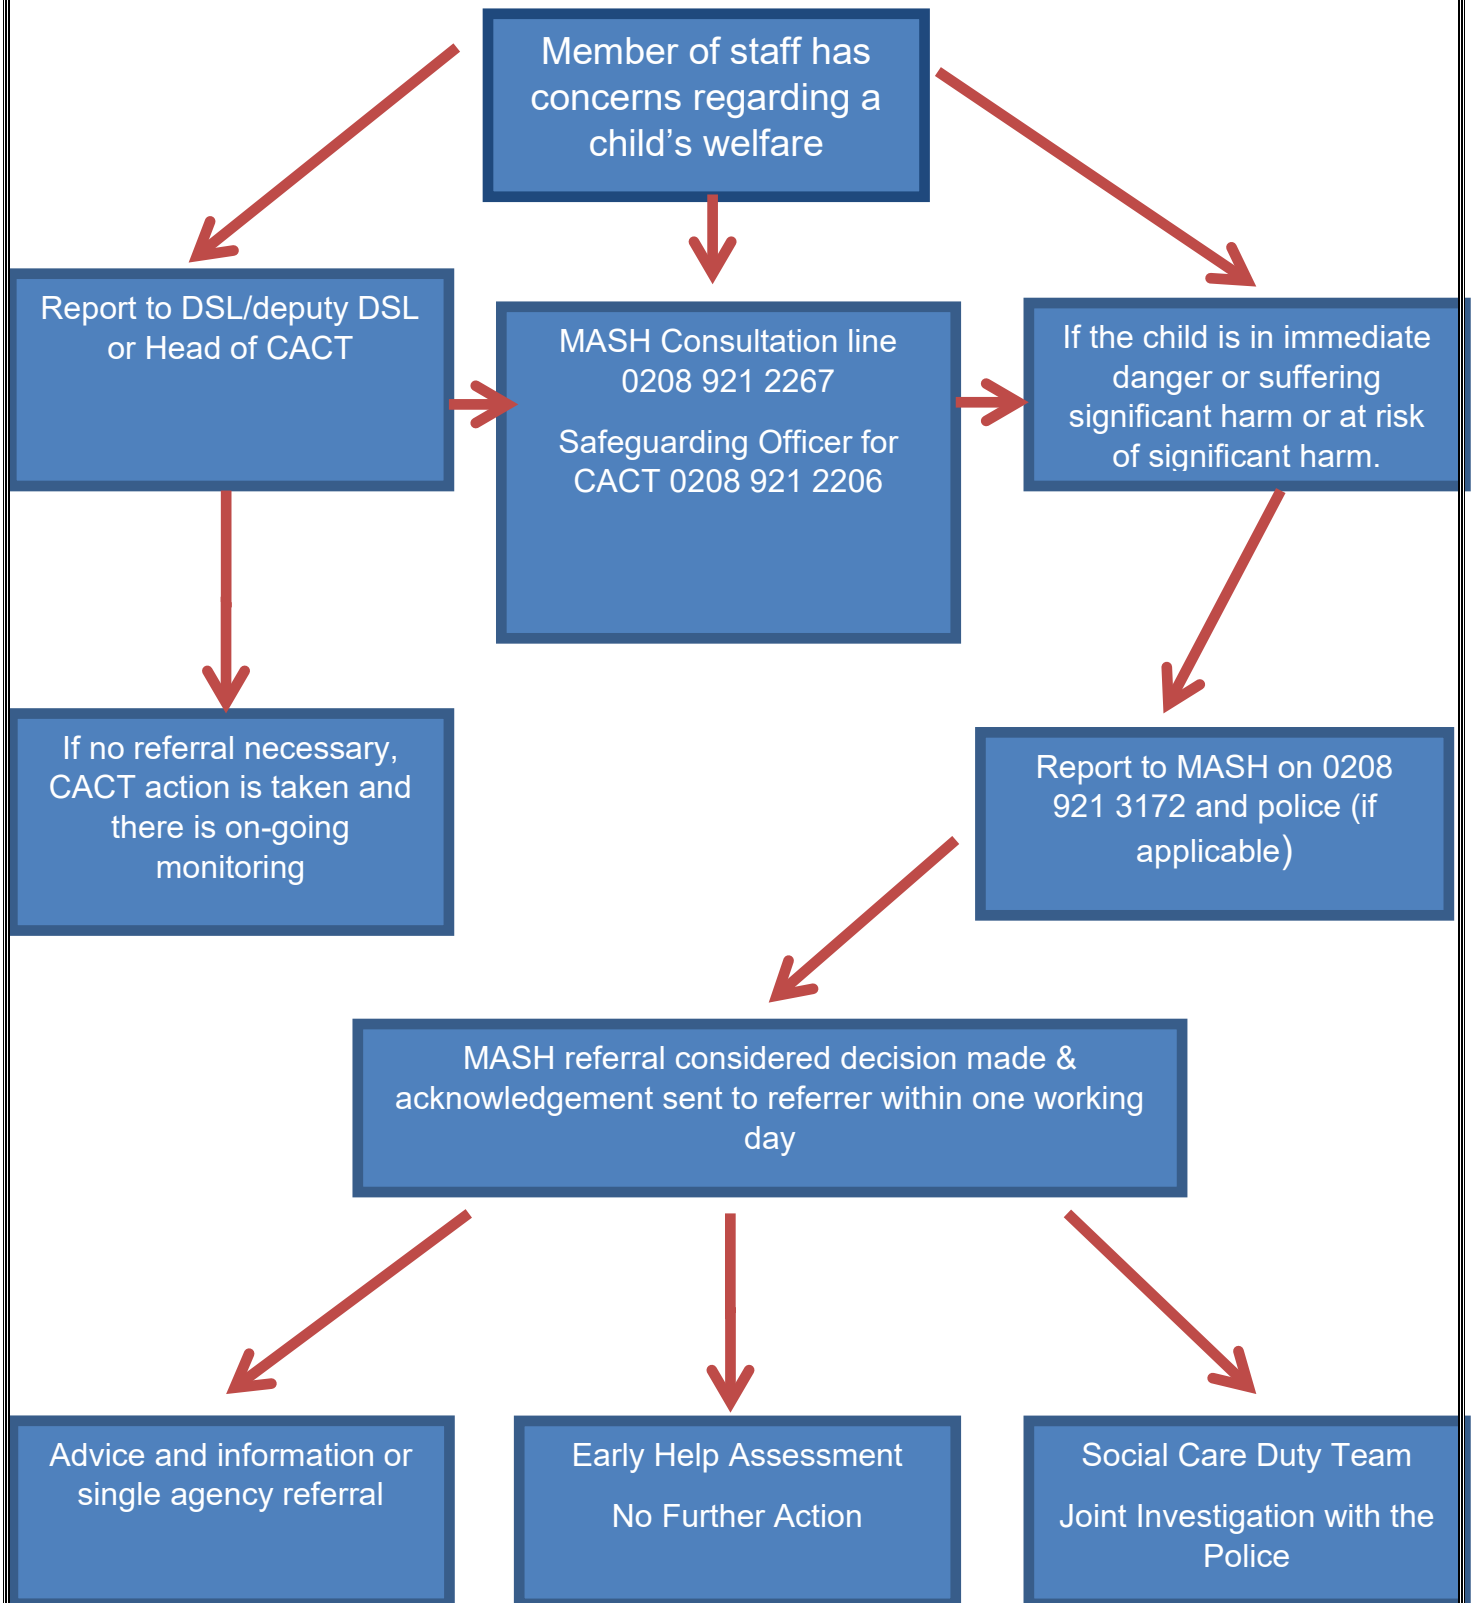 Member of staff has
concerns regarding a
child’s welfare
Report to DSL/deputy DSL
or Head of CACT
MASH Consultation line
0208 921 2267
Safeguarding Officer for
CACT 0208 921 2206
If the child is in immediate
danger or suffering
significant harm or at risk
of significant harm.
If no referral necessary,
CACT action is taken and
there is on-going
monitoring
Report to MASH on 0208
921 3172 and police (if
applicable)
MASH referral considered decision made &
acknowledgement sent to referrer within one working
day
Advice and information or
single agency referral
Early Help Assessment
No Further Action
Social Care Duty Team
Joint Investigation with the
Police